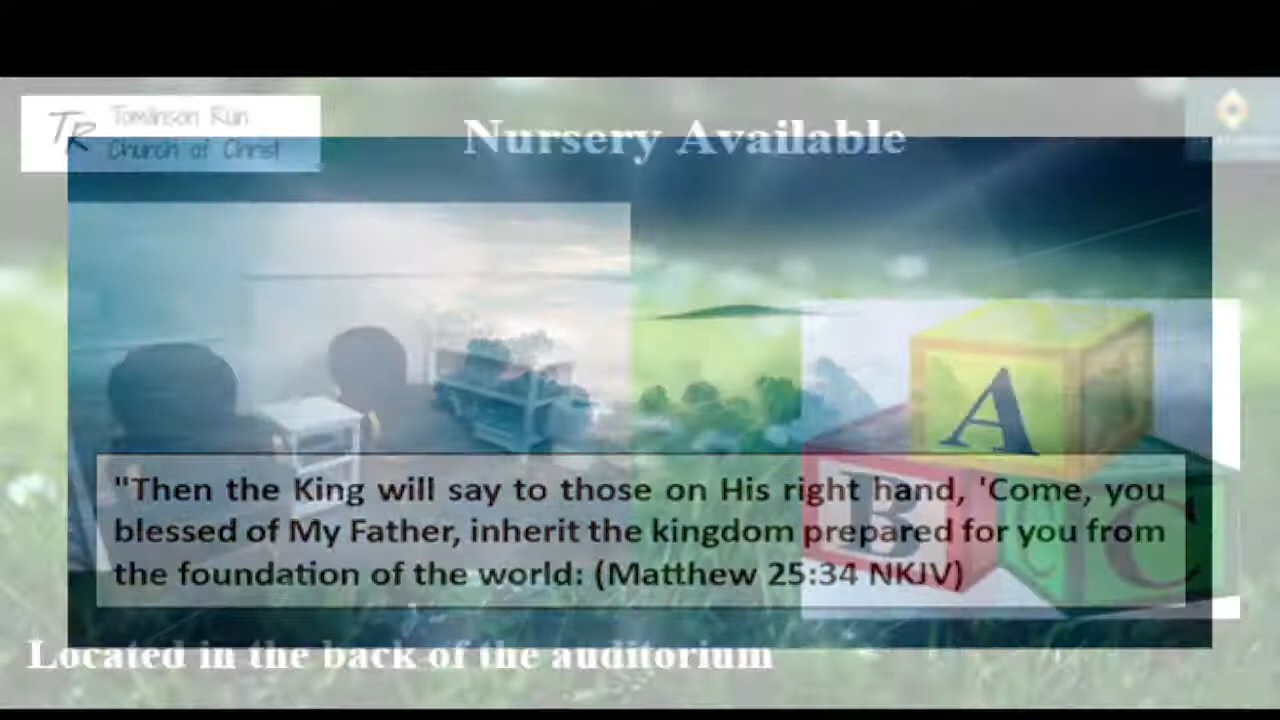 Tomlinson Run
TR
Church of Christ
Nursery Available
A
"Then the King will say to those on His right hand, 'Come, you
blessed of My Father, inherit the kingdom prepared for you from
the foundation of the world: (Matthew 25:34 NKJV)
B
C
C
Located in the back of the auditorium